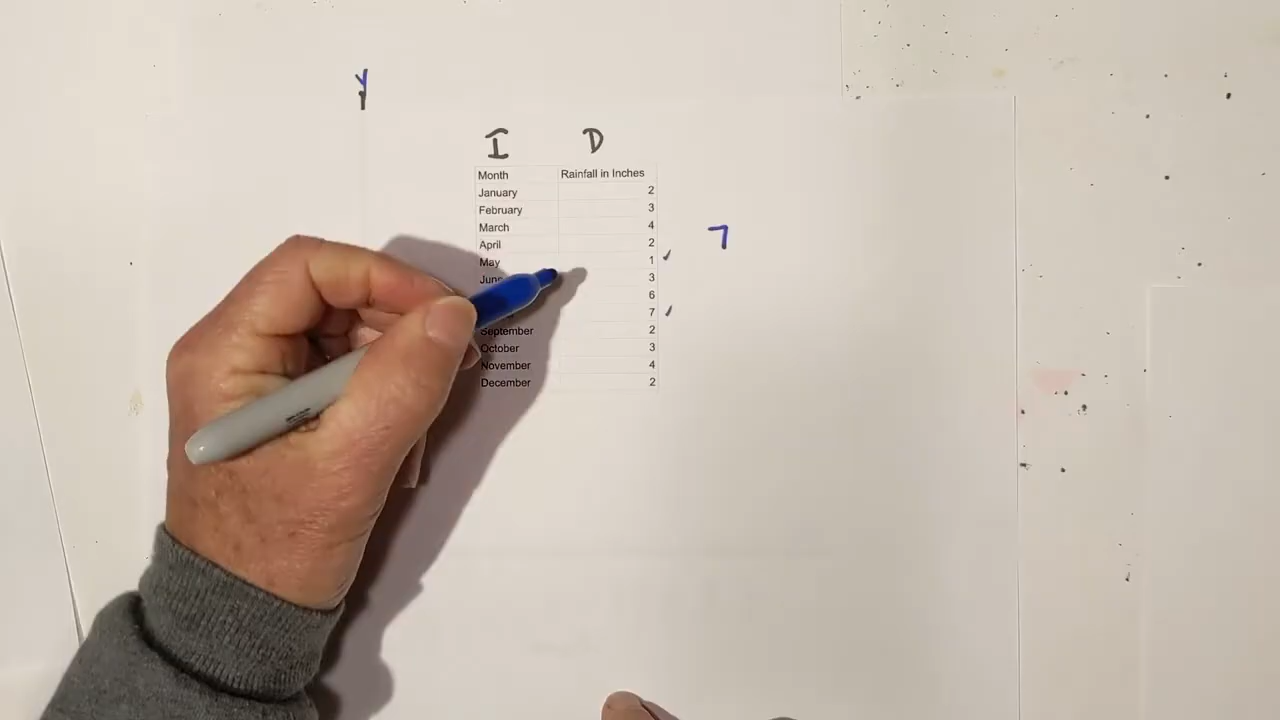 Y
I D
Month Rainfall in Inches
January 2
February 3
March 4
April 2
May 1
June 3
6
7
September 2
October 3
November 4
December 2
7